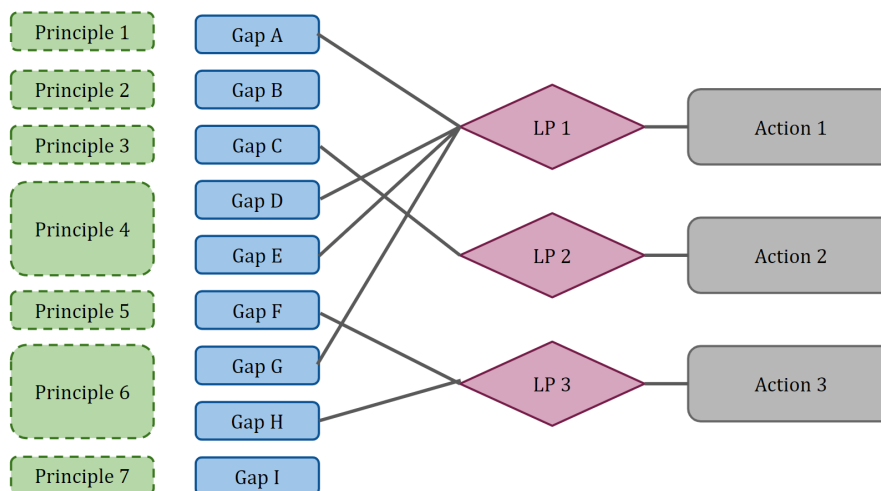 Principle 1
Gap A
Principle 2
Gap B
LP 1
Action 1
Principle 3
Gap C
Gap D
Principle 4
Gap E
LP 2
Action 2
Principle 5
Gap F
Gap G
LP 3
Action 3
Principle 6
Gap H
Principle 7
Gap I